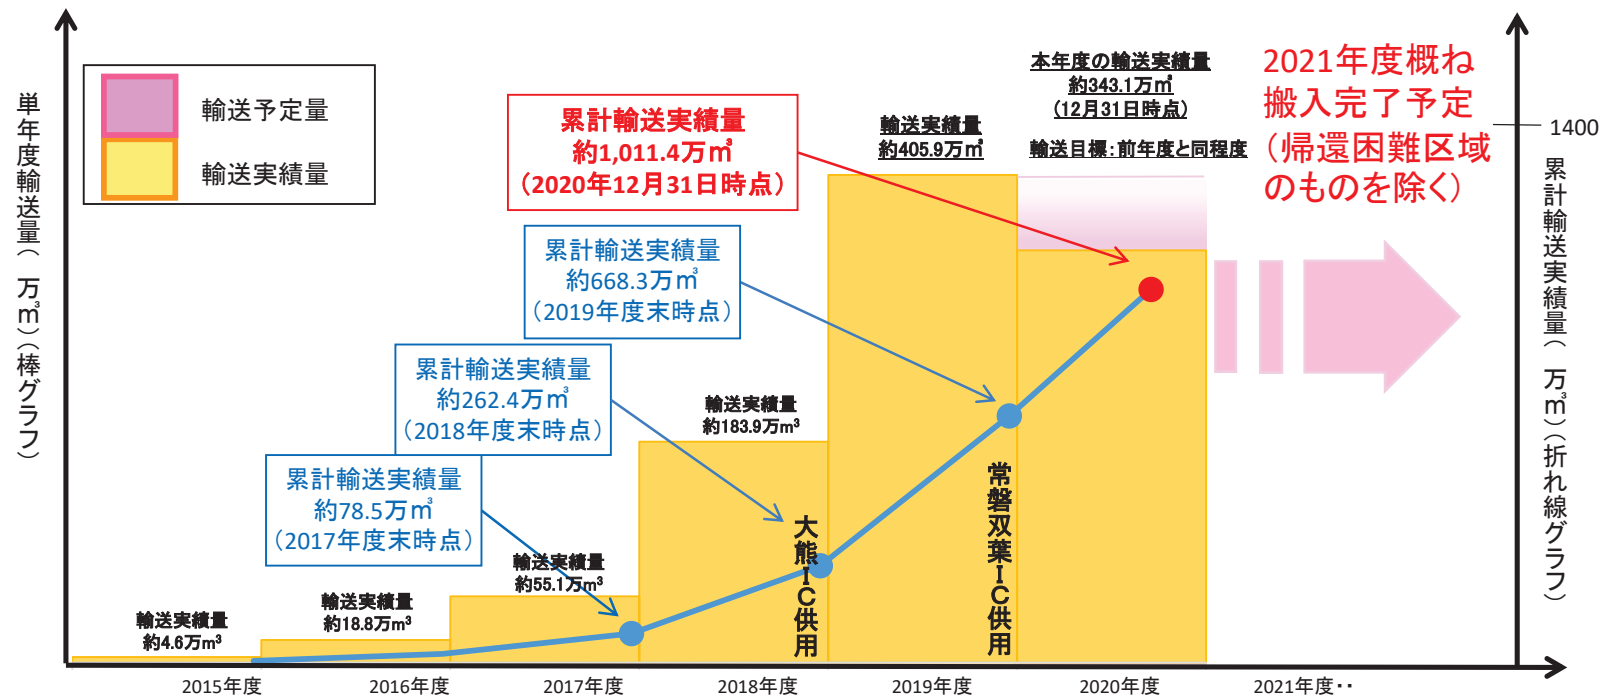 単年度輸送量( 万㎥)(棒グラフ)
輸送予定量
輸送実績量
累計輸送実績量
約1,011.4万㎥
(2020年12月31日時点)
輸送実績量
約405.9万㎥
本年度の輸送実績量
約343.1万㎥
(12月31日時点)
輸送目標:前年度と同程度
2021年度概ね
搬入完了予定
(帰還困難区域
のものを除く)
1400
累計輸送実績量( 万㎥)(折れ線グラフ)
累計輸送実績量
約668.3万㎥
(2019年度末時点)
累計輸送実績量
約262.4万㎥
(2018年度末時点)
輸送実績量
約183.9万m³
累計輸送実績量
約78.5万㎥
(2017年度末時点)
大熊IC供用
常磐双葉IC供用
輸送実績量
約55.1万m³
輸送実績量
約18.8万m³
輸送実績量
約4.6万m³
2015年度
2016年度
2017年度
2018年度
2019年度
2020年度
2021年度・・